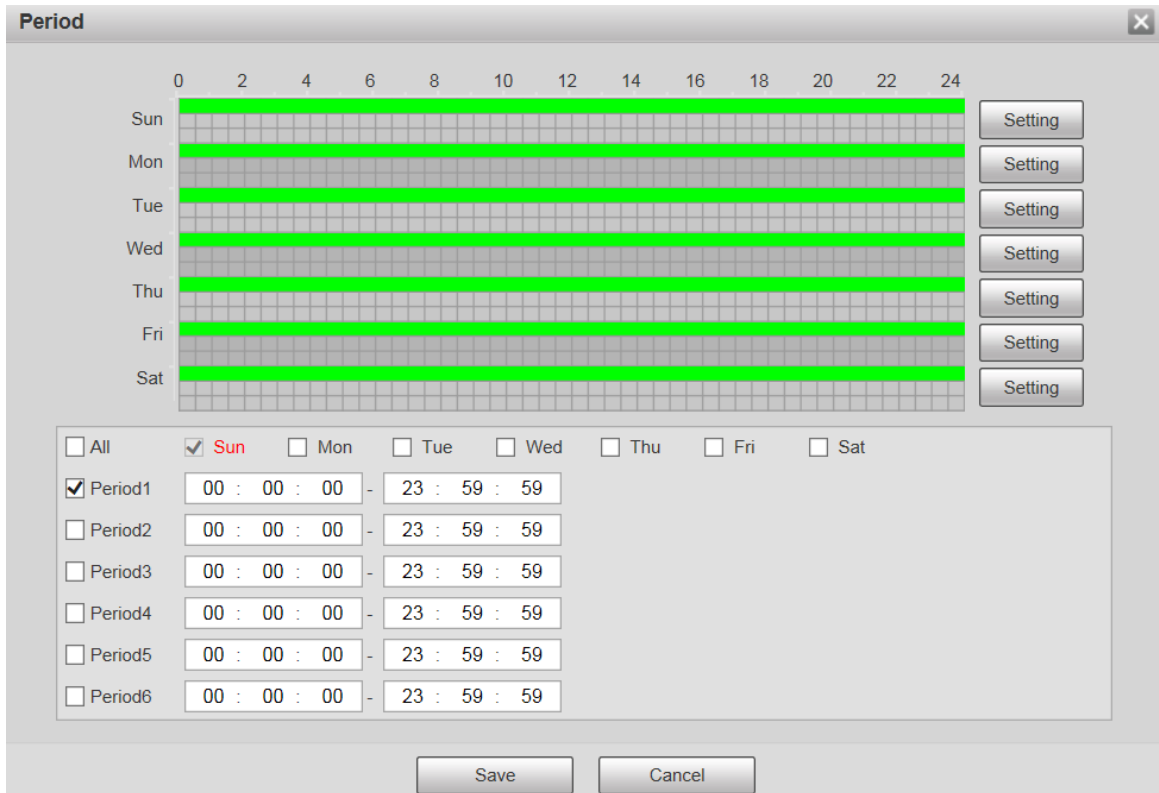 Period
0 2 4 6 8 10 12 14 16 18 20 22 24
Sun Setting
Mon Setting
Tue Setting
Wed Setting
Thu Setting
Fri Setting
Sat Setting
All Sun Mon Tue Wed Thu Fri Sat
Period1 00 : 00 : 00 - 23 : 59 : 59
Period2 00 : 00 : 00 - 23 : 59 : 59
Period3 00 : 00 : 00 - 23 : 59 : 59
Period4 00 : 00 : 00 - 23 : 59 : 59
Period5 00 : 00 : 00 - 23 : 59 : 59
Period6 00 : 00 : 00 - 23 : 59 : 59
Save Cancel